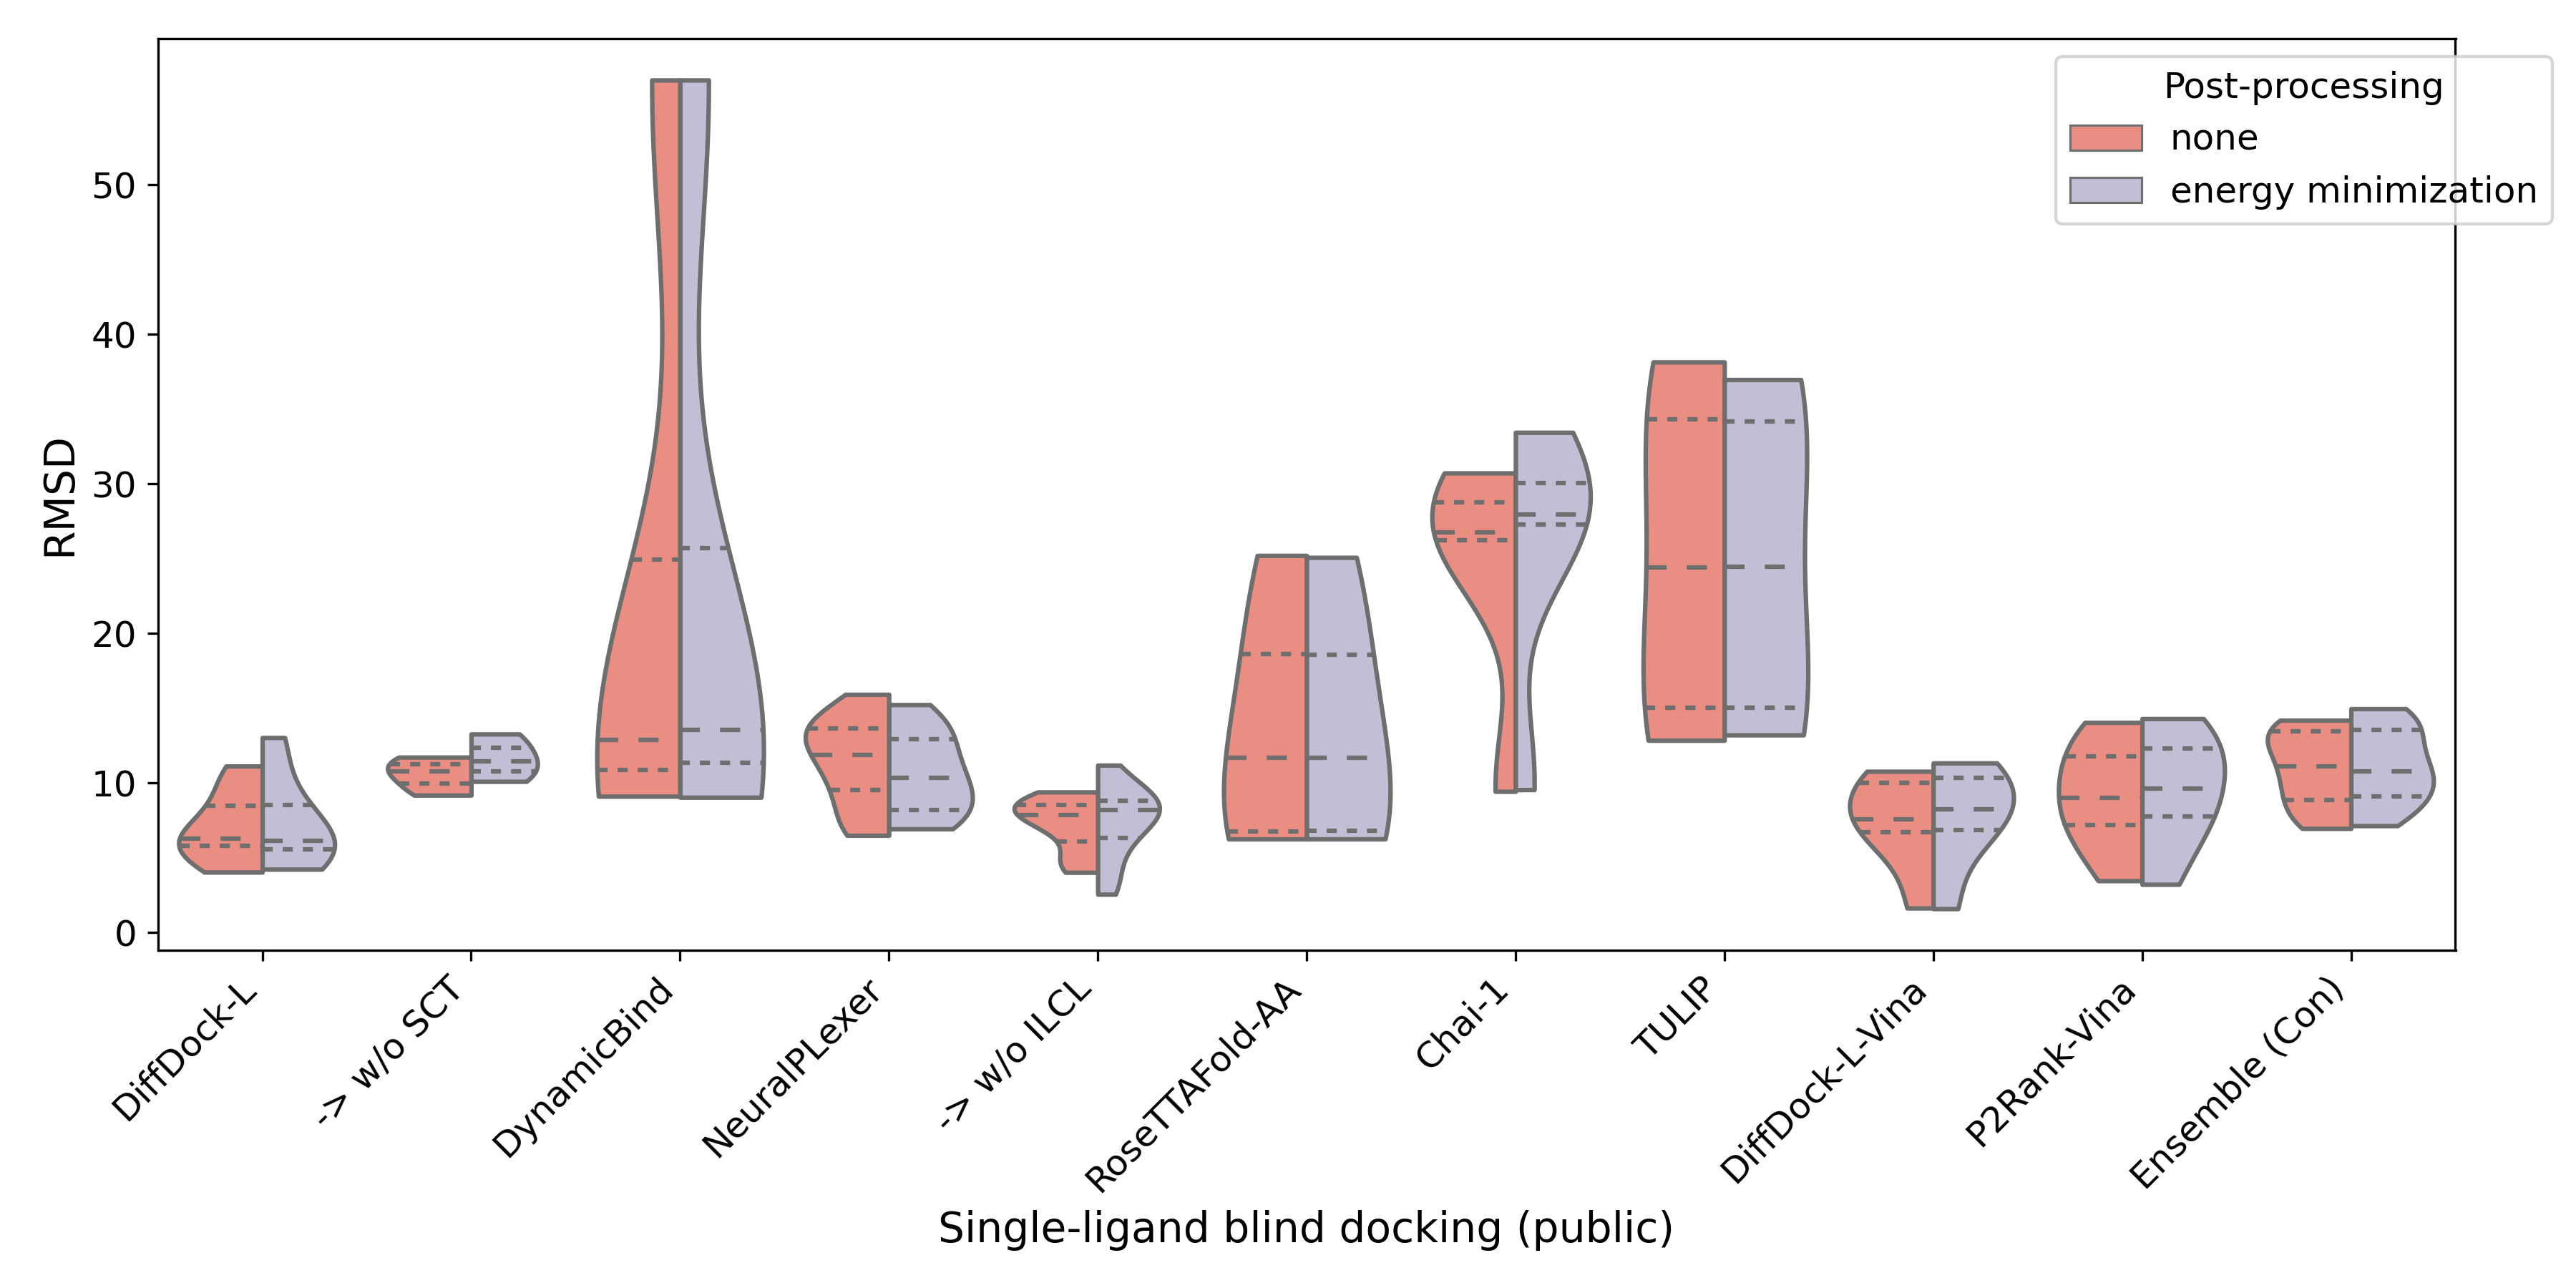 Post-processing
none
energy minimization
RMSD
50
40
30
20
10
0
DiffDock-L
-> w/o SCT
DynamicBind
NeuralPLexer
-> w/o ILCL
RoseTTAFold-AA
Chai-1
TULIP
DiffDock-L-Vina
P2Rank-Vina
Ensemble (Con)
Single-ligand blind docking (public)